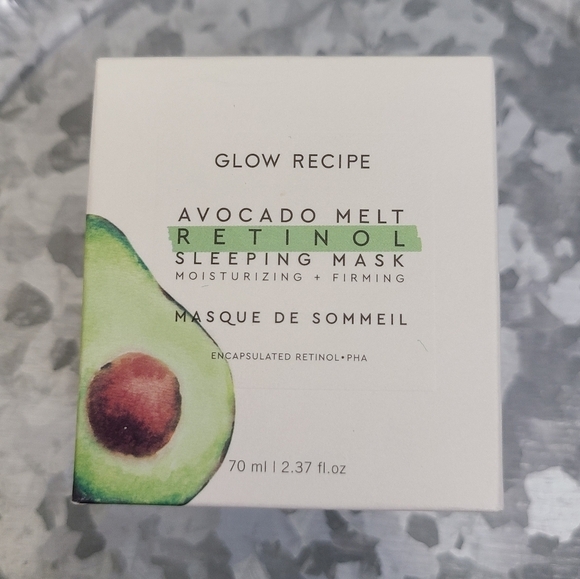 GLOW RECIPE
AVOCADO MELT
RETINOL
SLEEPING MASK
MOISTURIZING + FIRMING
MASQUE DE SOMMEIL
ENCAPSULATED RETINOL•PHA
70 ml | 2.37 fl.oz